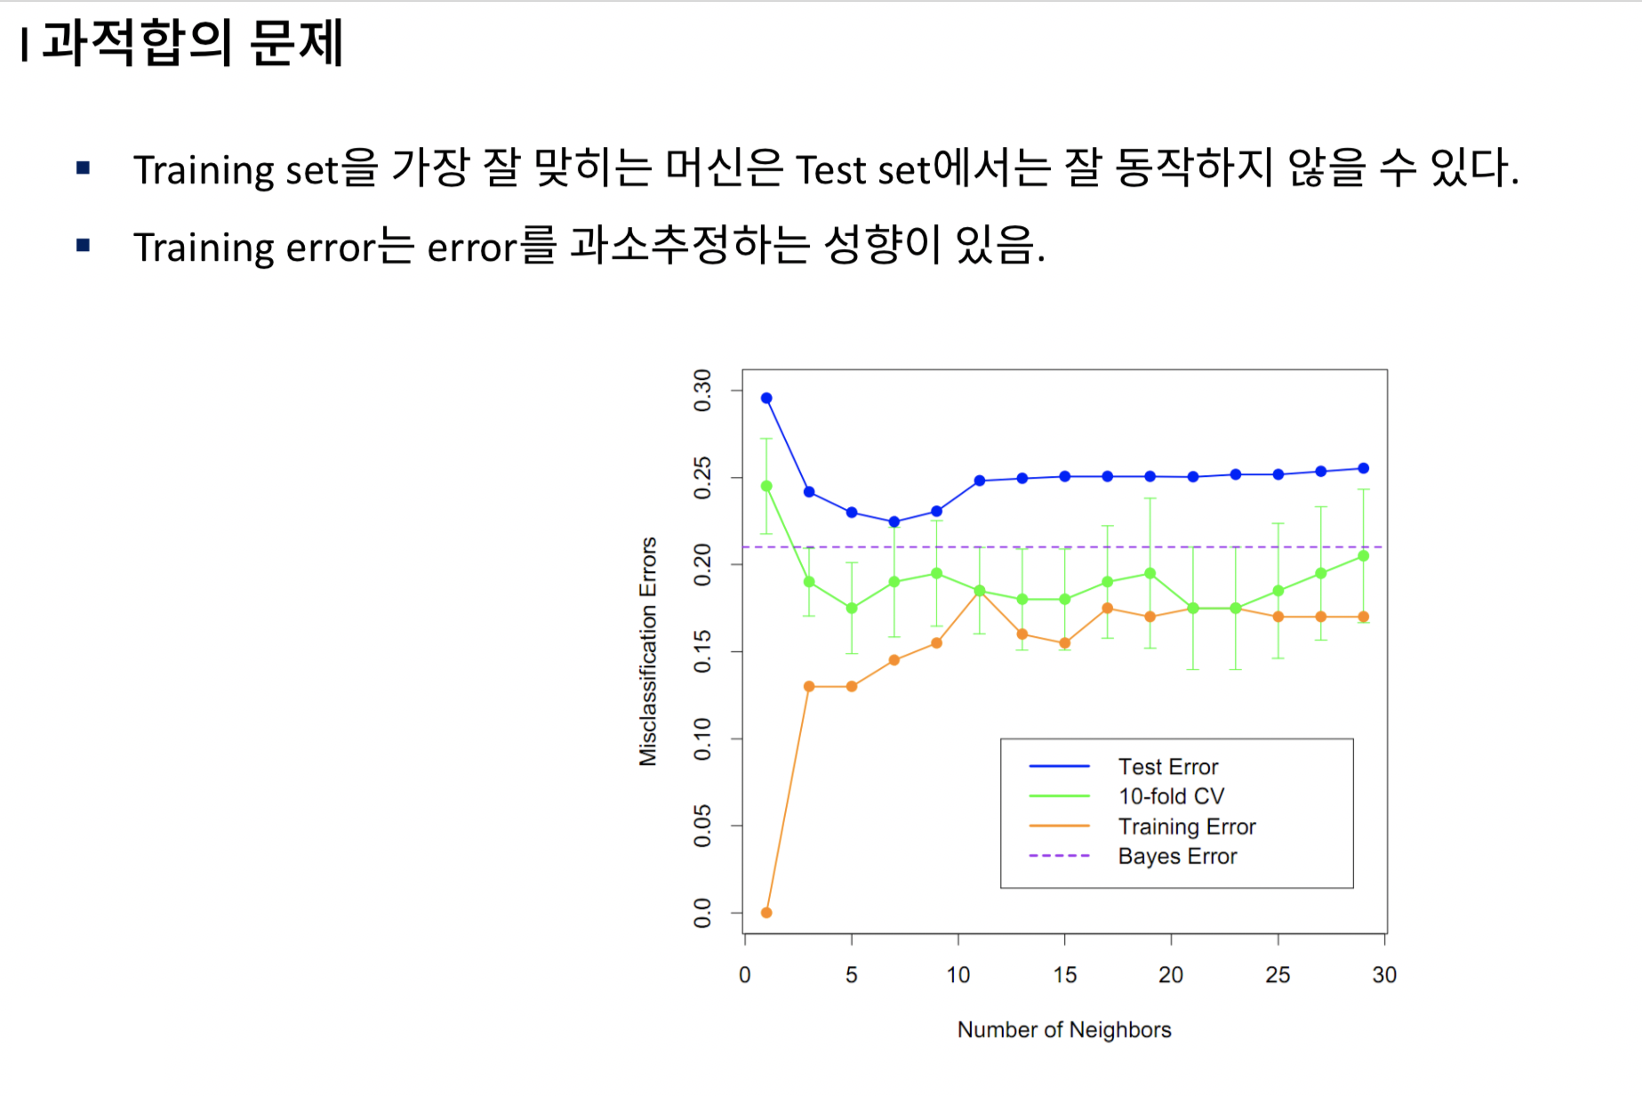 과적합의 문제
Training set을 가장 잘 맞히는 머신은 Test set에서는 잘 동작하지 않을 수 있다.
Training error는 error를 과소추정하는 성향이 있음.
0.30
0.25
0.20
0.15
0.10
0.05
0.0
Misclassification Errors
Test Error
10-fold CV
Training Error
Bayes Error
0 5 10 15 20 25 30
Number of Neighbors